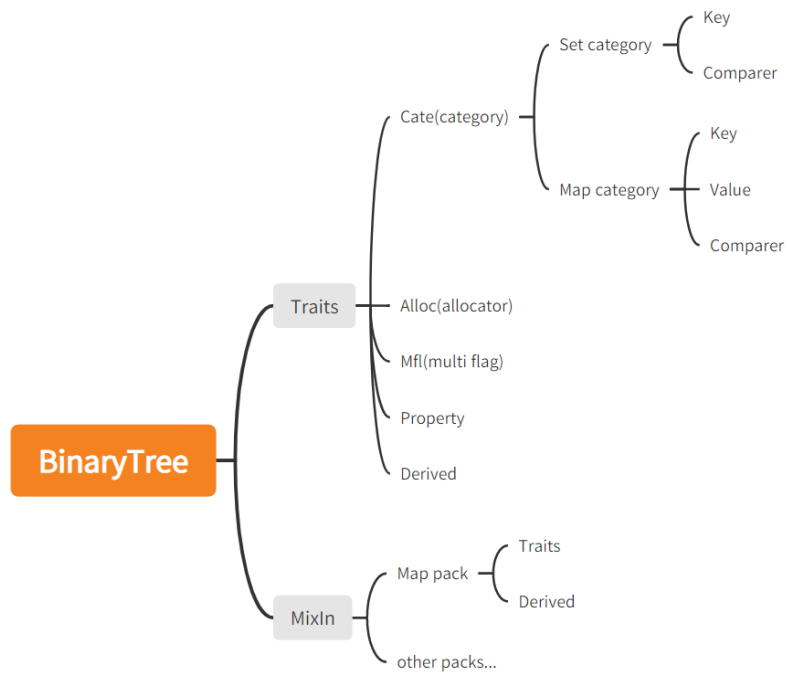 BinaryTree
Traits
Cate(category)
Set category
Key
Comparer
Map category
Key
Value
Comparer
Alloc(allocator)
Mfl(multi flag)
Property
Derived
MixIn
Map pack
Traits
Derived
other packs...